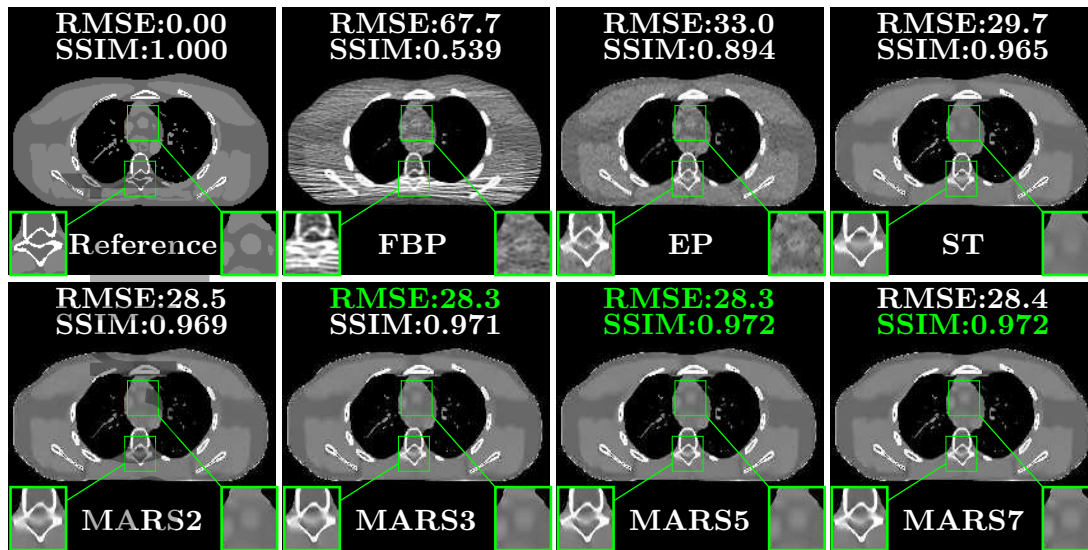 RMSE:0.00
SSIM:1.000
Reference
RMSE:67.7
SSIM:0.539
FBP
RMSE:33.0
SSIM:0.894
EP
RMSE:29.7
SSIM:0.965
ST
RMSE:28.5
SSIM:0.969
MARS2
RMSE:28.3
SSIM:0.971
MARS3
RMSE:28.3
SSIM:0.972
MARS5
RMSE:28.4
SSIM:0.972
MARS7